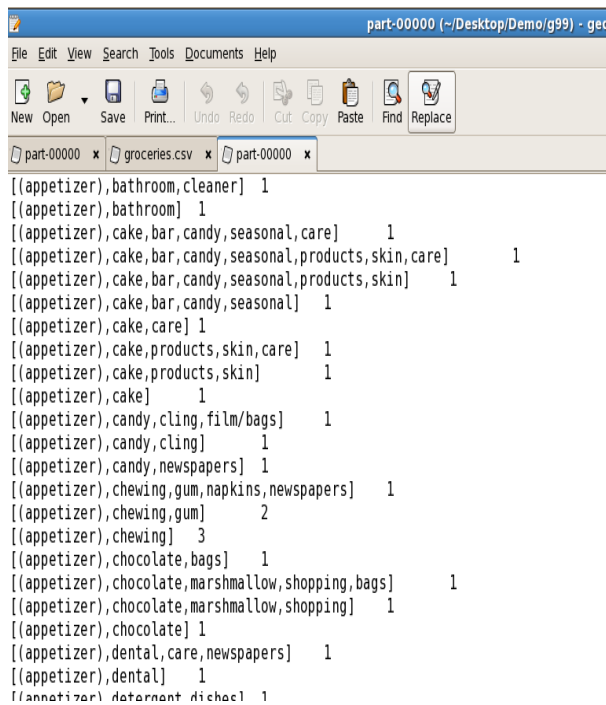 part-00000 (~/Desktop/Demo/g99) - ged
File Edit View Search Tools Documents Help
New Open Save Print... Undo Redo Cut Copy Paste Find Replace
part-00000 x groceries.csv x part-00000 x
[(appetizer),bathroom,cleaner] 1
[(appetizer),bathroom] 1
[(appetizer),cake,bar,candy,seasonal,care] 1
[(appetizer),cake,bar,candy,seasonal,products,skin,care] 1
[(appetizer),cake,bar,candy,seasonal,products,skin] 1
[(appetizer),cake,bar,candy,seasonal] 1
[(appetizer),cake,care] 1
[(appetizer),cake,products,skin,care] 1
[(appetizer),cake,products,skin] 1
[(appetizer),cake] 1
[(appetizer),candy,cling,film/bags] 1
[(appetizer),candy,cling] 1
[(appetizer),candy,newspapers] 1
[(appetizer),chewing,gum,napkins,newspapers] 1
[(appetizer),chewing,gum] 2
[(appetizer),chewing] 3
[(appetizer),chocolate,bags] 1
[(appetizer),chocolate,marshmallow,shopping,bags] 1
[(appetizer),chocolate,marshmallow,shopping] 1
[(appetizer),chocolate] 1
[(appetizer),dental,care,newspapers] 1
[(appetizer),dental] 1
[(appetizer),detergent,dishes] 1